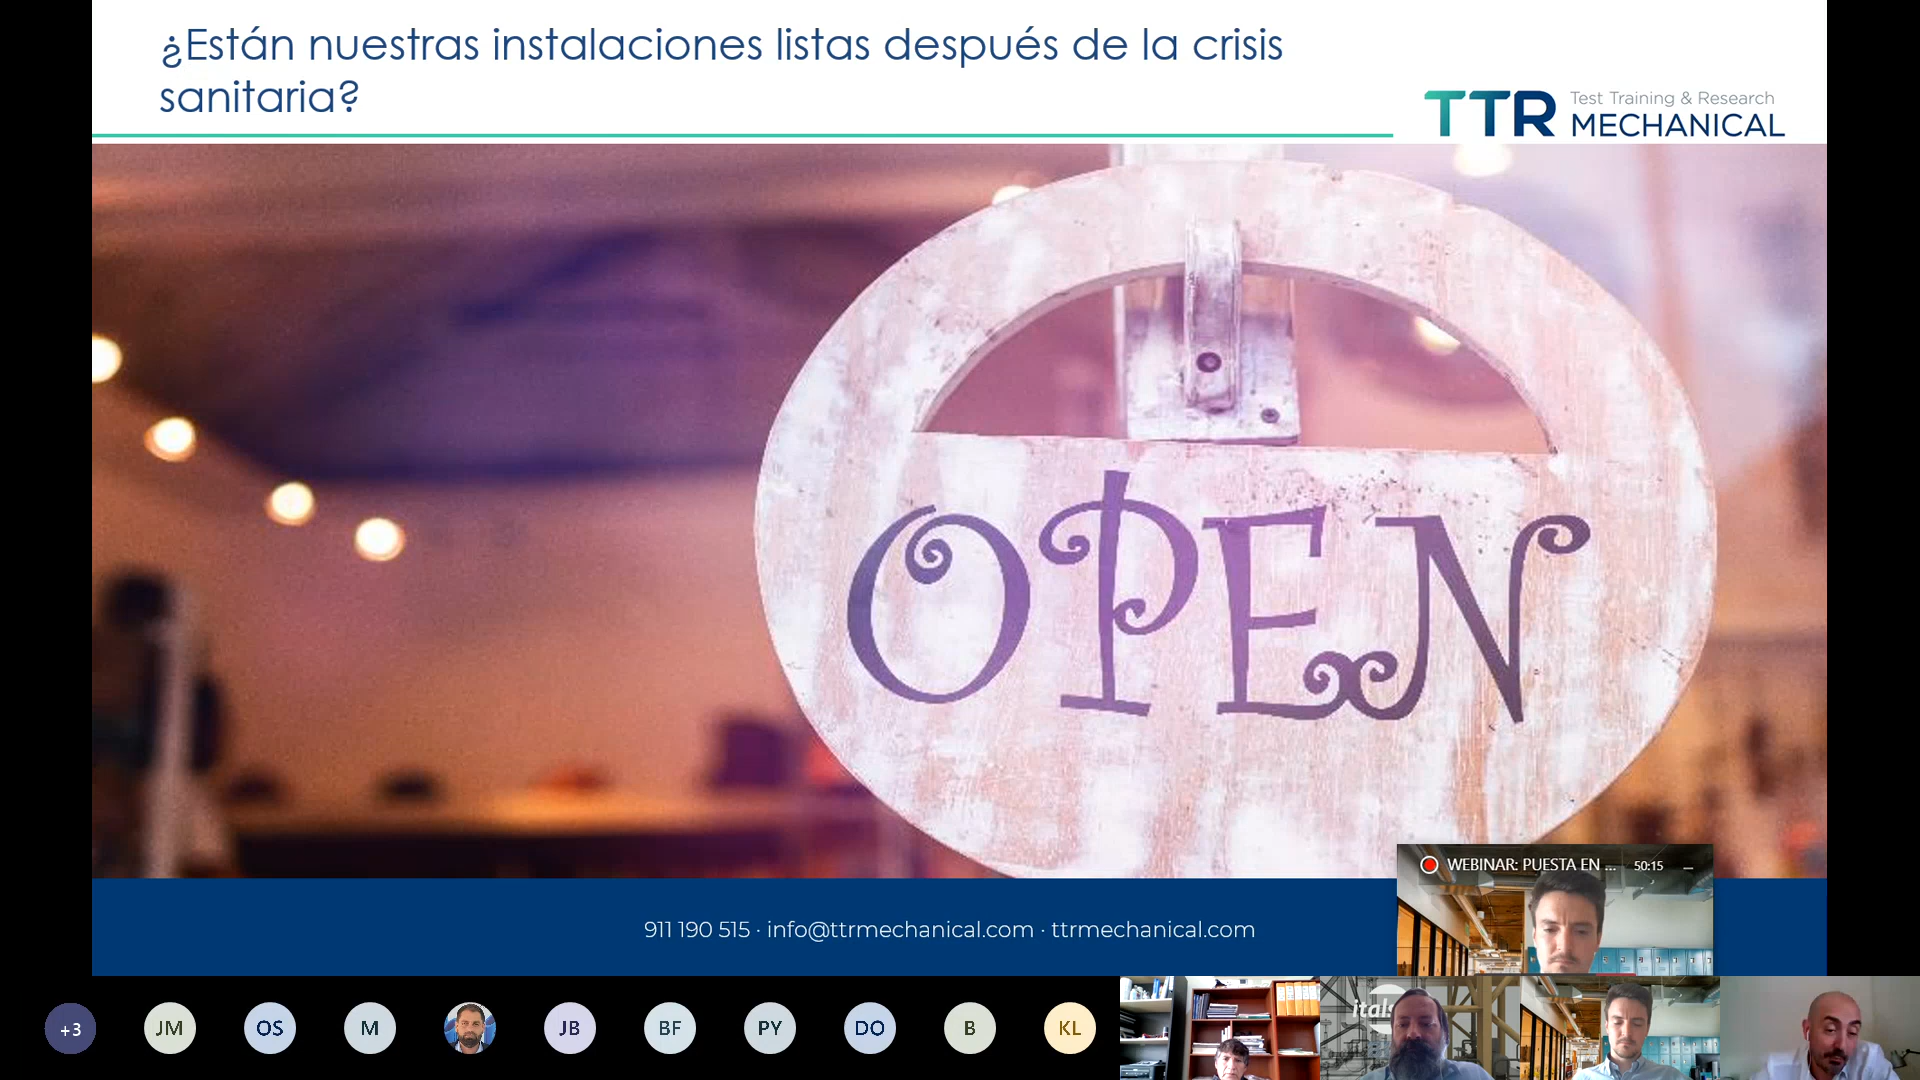 ¿Están nuestras instalaciones listas después de la crisis
sanitaria?
TTR
Test Training & Research
MECHANICAL
OPEN
WEBINAR: PUESTA EN ...
50:15
911 190 515 · info@ttrmechanical.com · ttrmechanical.com
+3
JM
OS
M
JB
BF
PY
DO
B
KL